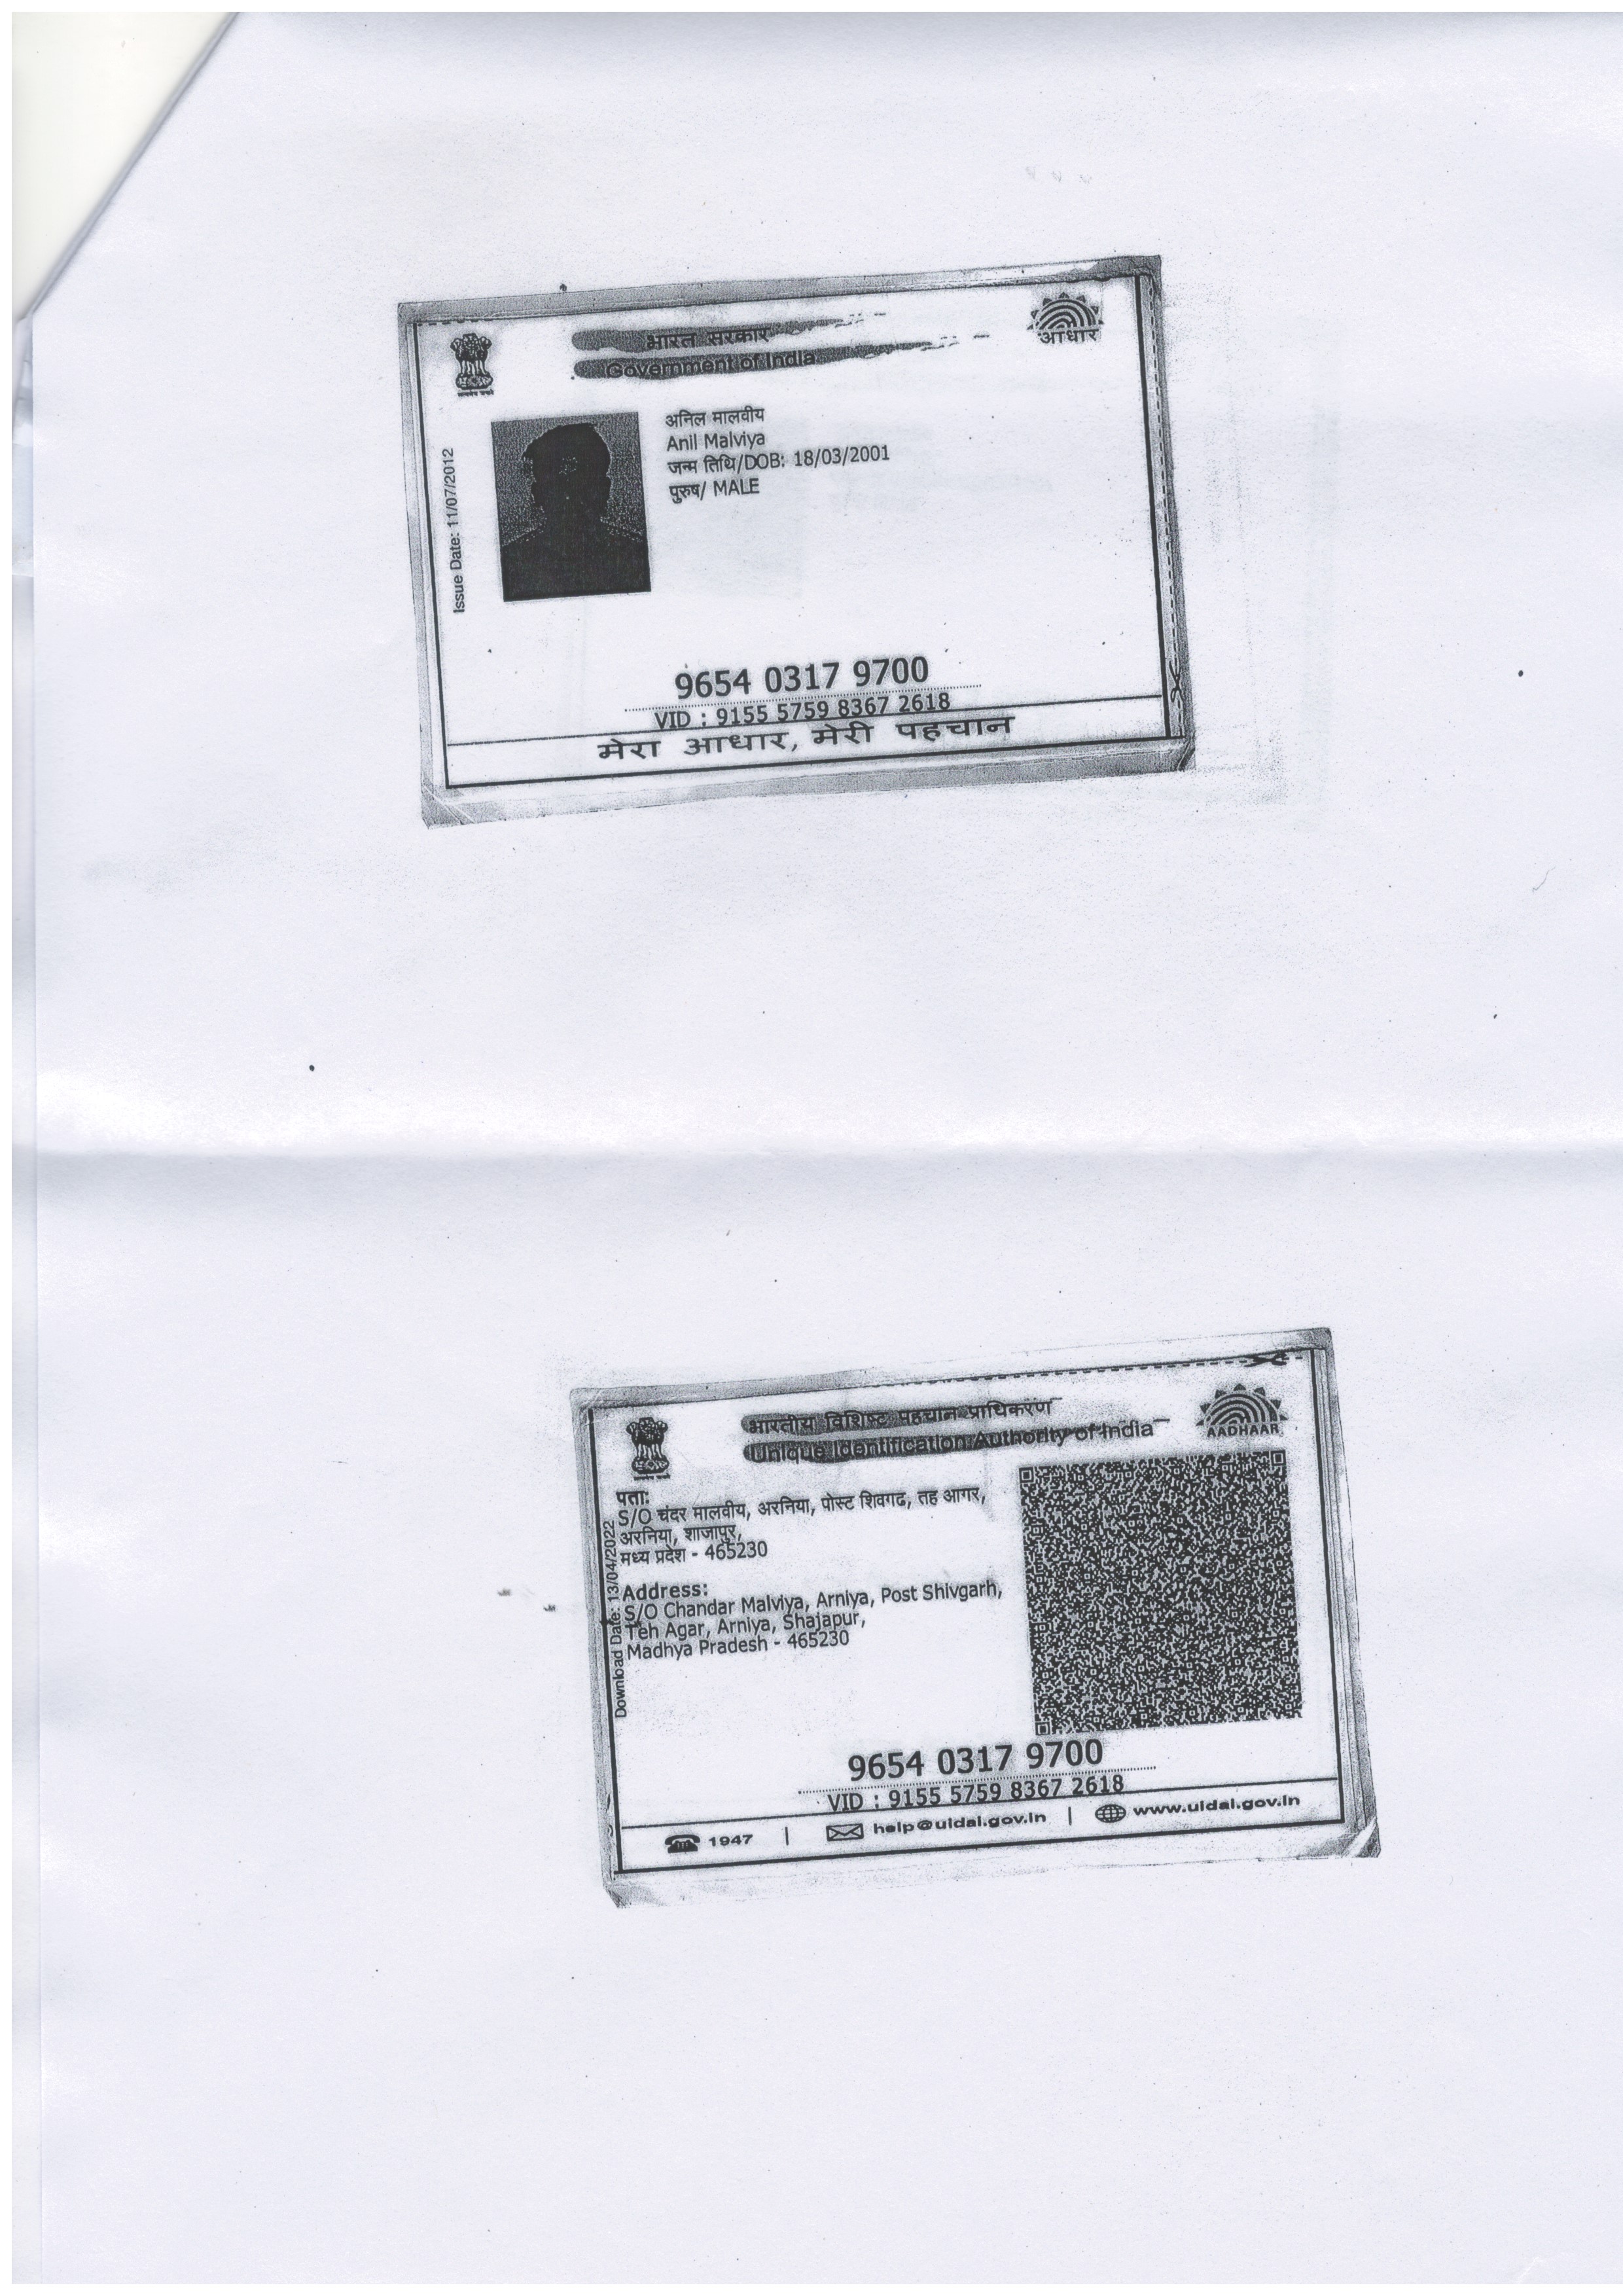 भारत सरकार
Government of India
आधार
Issue Date: 11/07/2012
अनिल मालवीय
Anil Malviya
जन्म तिथि/DOB: 18/03/2001
पुरुष/ MALE
9654 0317 9700
VID : 9155 5759 8367 2618
मेरा आधार, मेरी पहचान
भारतीय विशिष्ट पहचान प्राधिकरण
Unique Identification Authority of India
AADHAAR
Download Date: 13/04/2022
पता:
S/O चंदर मालवीय, अरनिया, पोस्ट शिवगढ, तह आगर,
अरनिया, शाजापुर,
मध्य प्रदेश - 465230
Address:
S/O Chandar Malviya, Arniya, Post Shivgarh,
Teh Agar, Arniya, Shajapur,
Madhya Pradesh - 465230
9654 0317 9700
VID : 9155 5759 8367 2618
1947 | help@uidai.gov.in | www.uidai.gov.in